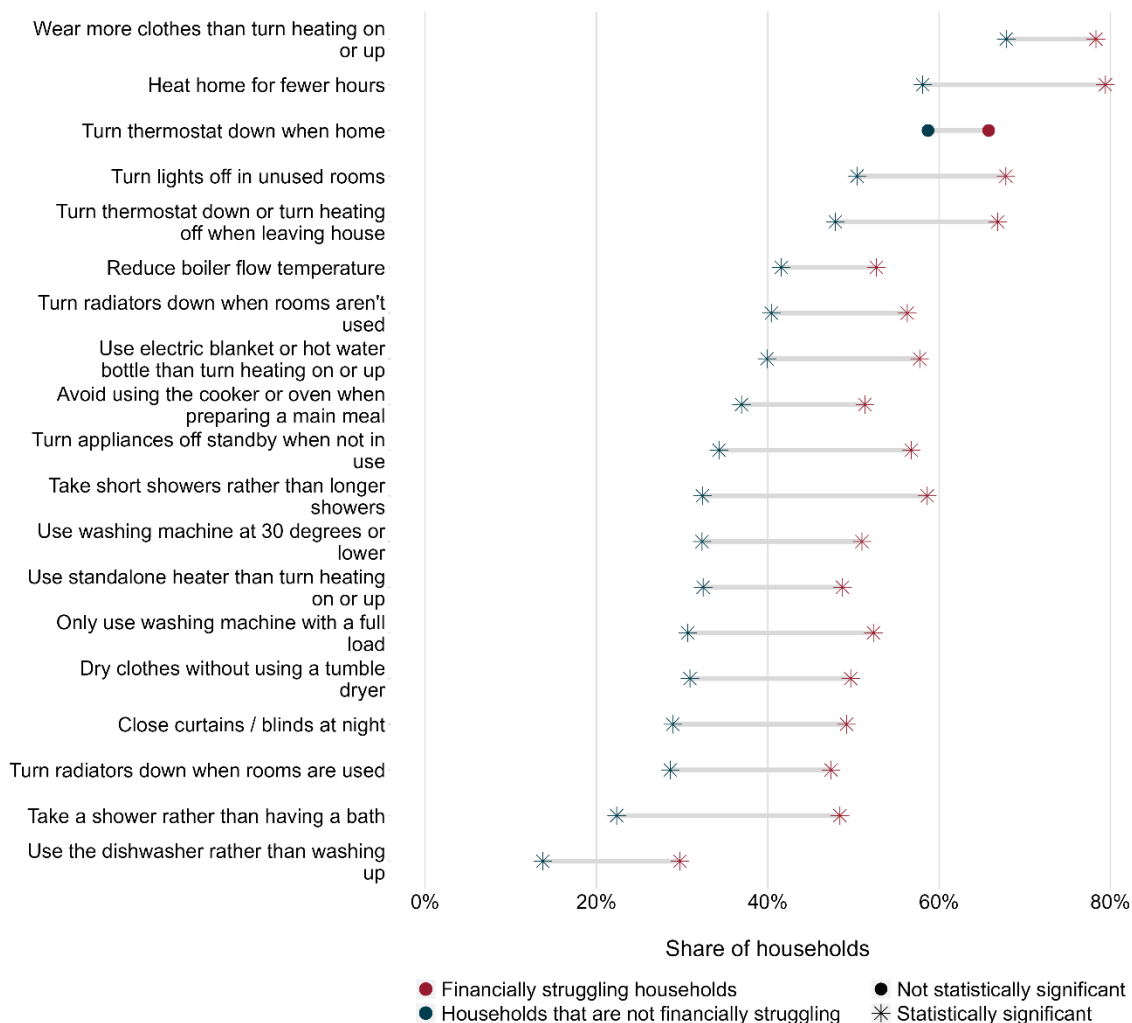 Wear more clothes than turn heating on
or up
Heat home for fewer hours
Turn thermostat down when home
Turn lights off in unused rooms
Turn thermostat down or turn heating
off when leaving house
Reduce boiler flow temperature
Turn radiators down when rooms aren't
used
Use electric blanket or hot water
bottle than turn heating on or up
Avoid using the cooker or oven when
preparing a main meal
Turn appliances off standby when not in
use
Take short showers rather than longer
showers
Use washing machine at 30 degrees or
lower
Use standalone heater than turn heating
on or up
Only use washing machine with a full
load
Dry clothes without using a tumble
dryer
Close curtains / blinds at night
Turn radiators down when rooms are used
Take a shower rather than having a bath
Use the dishwasher rather than washing
up
0% 20% 40% 60% 80%
Share of households
Financially struggling households
Households that are not financially struggling
Not statistically significant
Statistically significant